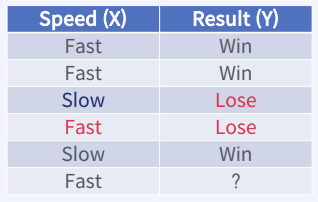 Speed (X) Result (Y)
Fast Win
Fast Win
Slow Lose
Fast Lose
Slow Win
Fast ?